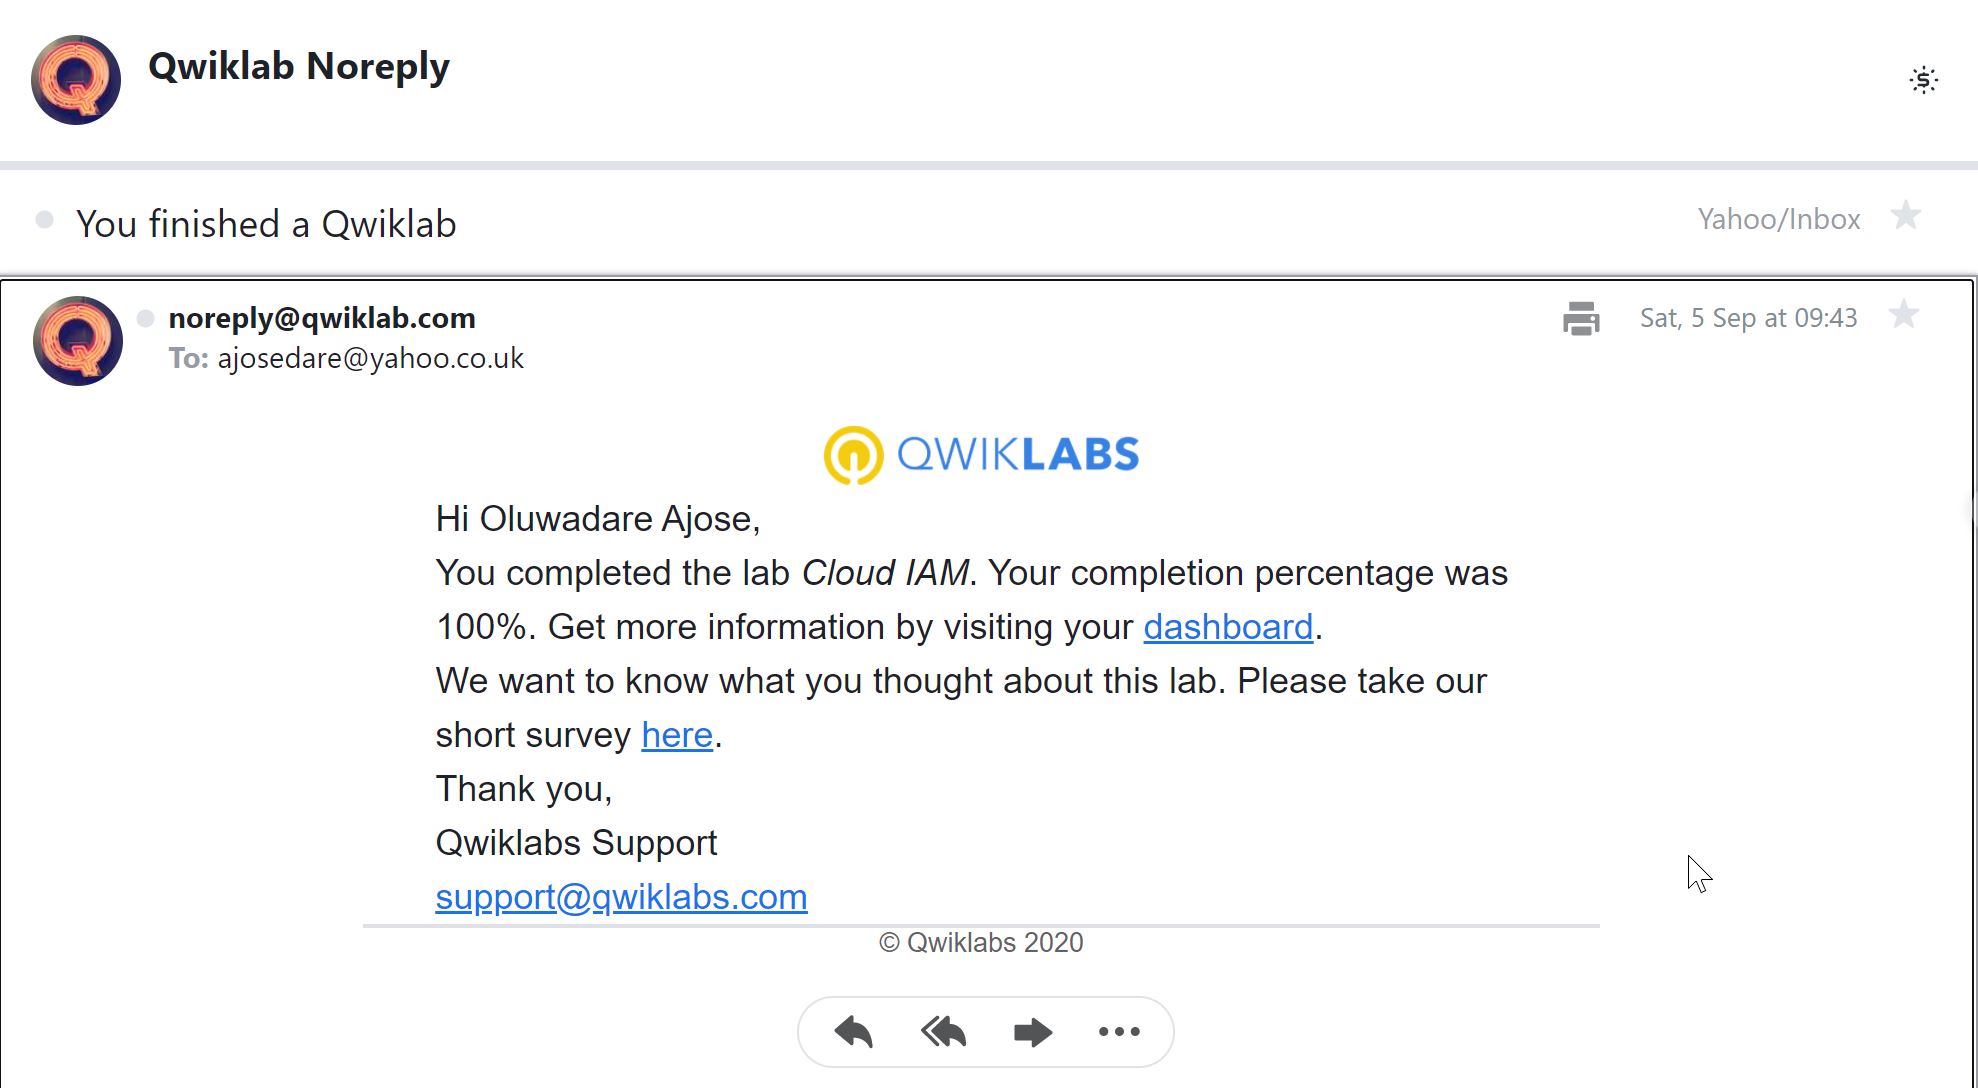 Qwiklab Noreply
You finished a Qwiklab
Yahoo/Inbox
noreply@qwiklab.com
Sat, 5 Sep at 09:43
To: ajosedare@yahoo.co.uk
QWIKLABS
Hi Oluwadare Ajose,
You completed the lab Cloud IAM. Your completion percentage was
100%. Get more information by visiting your dashboard.
We want to know what you thought about this lab. Please take our
short survey here.
Thank you,
Qwiklabs Support
support@qwiklabs.com
© Qwiklabs 2020